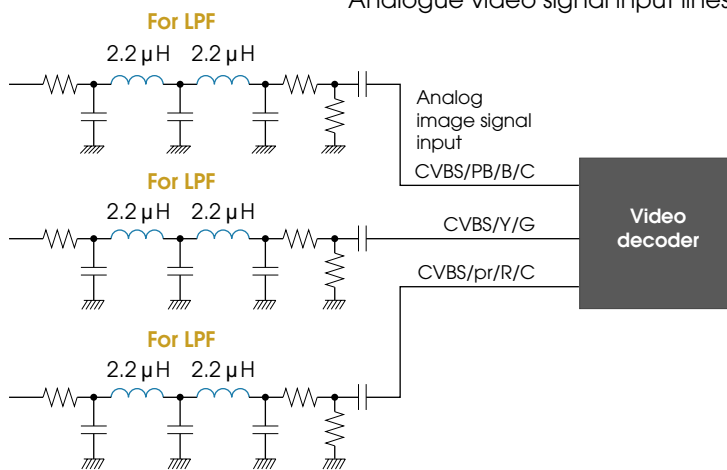 Analogue video signal input lines
For LPF
2.2 µH 2.2 µH
Analog
image signal
input
CVBS/PB/B/C
For LPF
2.2 µH 2.2 µH
CVBS/Y/G
Video
decoder
CVBS/pr/R/C
For LPF
2.2 µH 2.2 µH